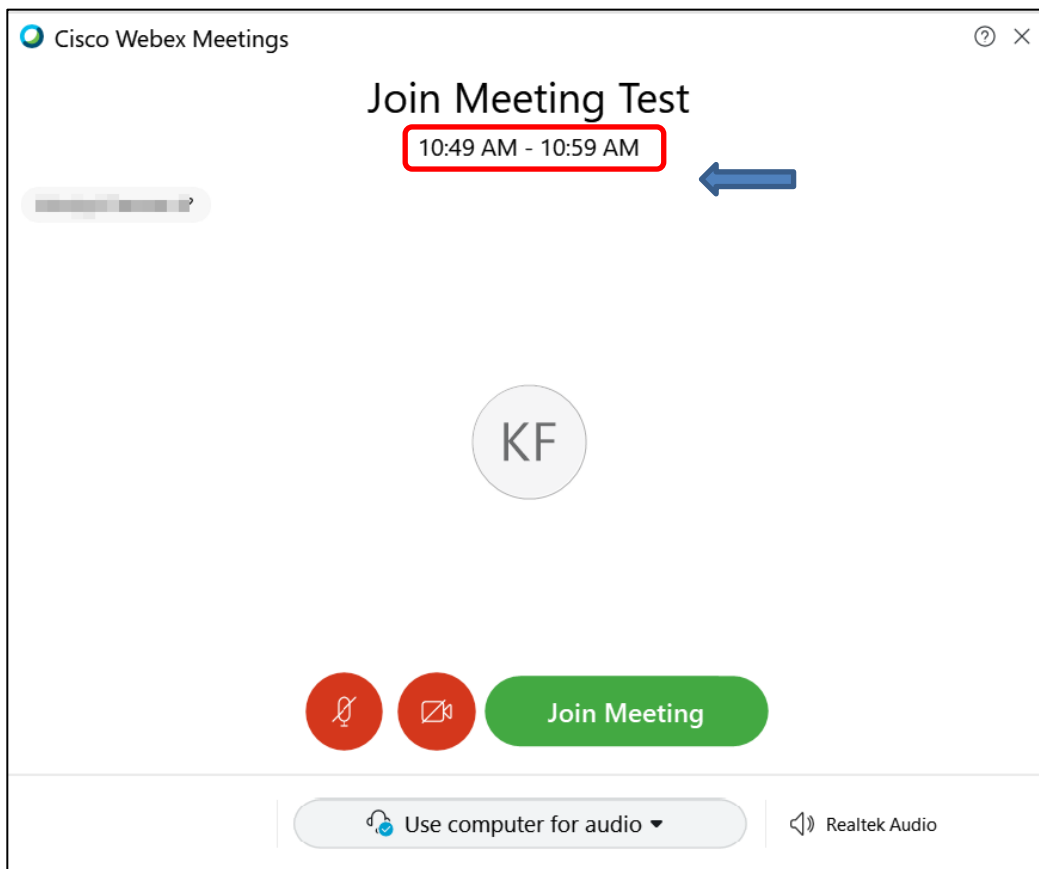 Cisco Webex Meetings
Join Meeting Test
10:49 AM - 10:59 AM
KF
Join Meeting
Use computer for audio
Realtek Audio